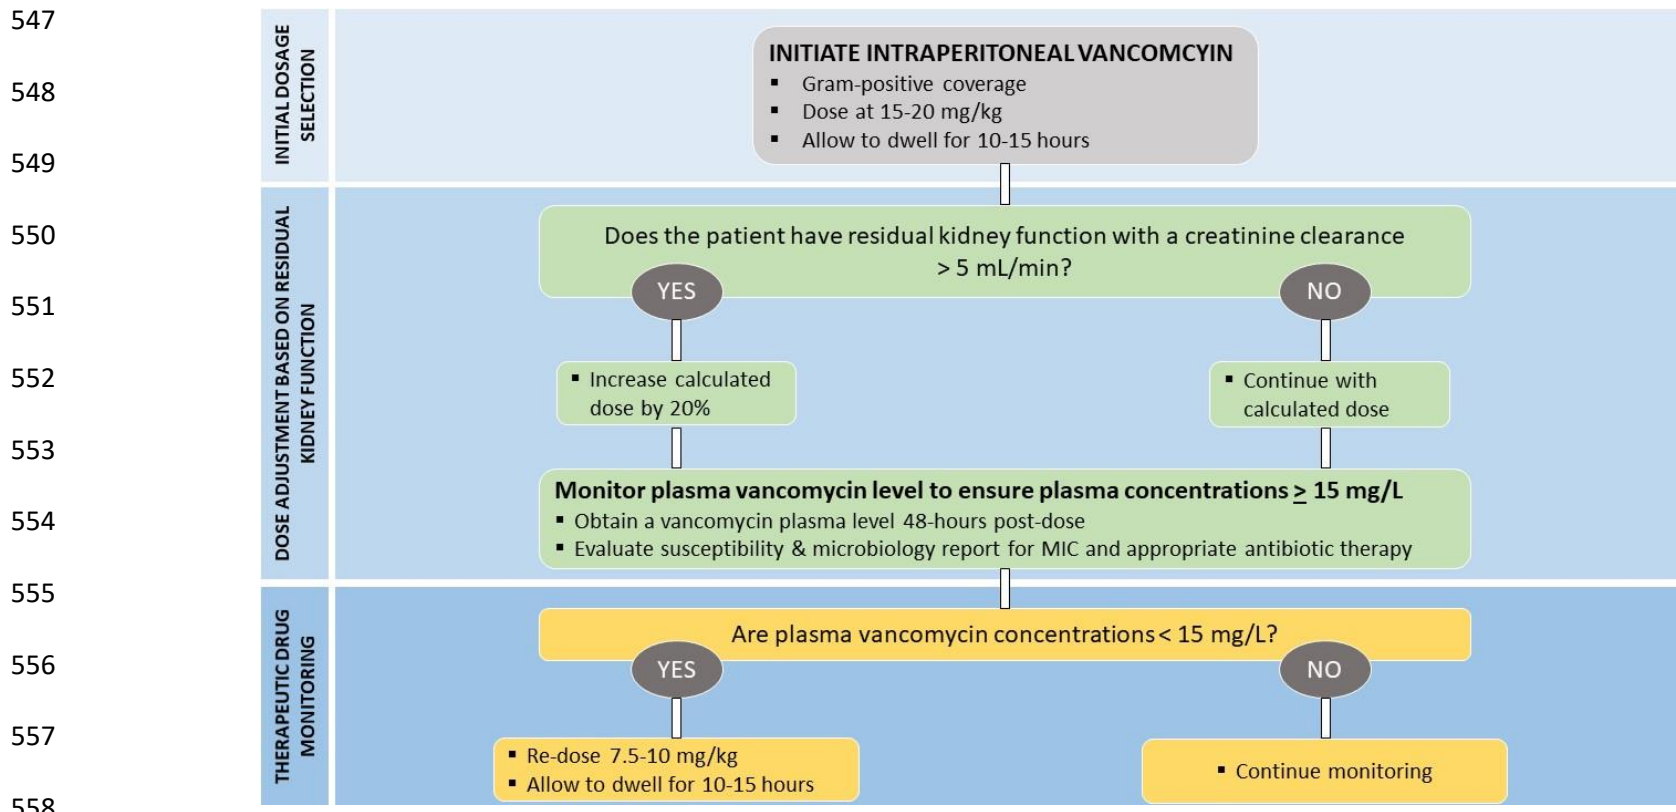 547
548
549
550
551
552
553
554
555
556
557
558
INITIAL DOSAGE
SELECTION
INITIATE INTRAPERITONEAL VANCOMCYIN
▪ Gram-positive coverage
▪ Dose at 15-20 mg/kg
▪ Allow to dwell for 10-15 hours
DOSE ADJUSTMENT BASED ON RESIDUAL
KIDNEY FUNCTION
Does the patient have residual kidney function with a creatinine clearance
> 5 mL/min?
YES
NO
▪ Increase calculated
dose by 20%
▪ Continue with
calculated dose
Monitor plasma vancomycin level to ensure plasma concentrations ≥ 15 mg/L
▪ Obtain a vancomycin plasma level 48-hours post-dose
▪ Evaluate susceptibility & microbiology report for MIC and appropriate antibiotic therapy
THERAPEUTIC DRUG
MONITORING
Are plasma vancomycin concentrations < 15 mg/L?
YES
NO
▪ Re-dose 7.5-10 mg/kg
▪ Allow to dwell for 10-15 hours
▪ Continue monitoring